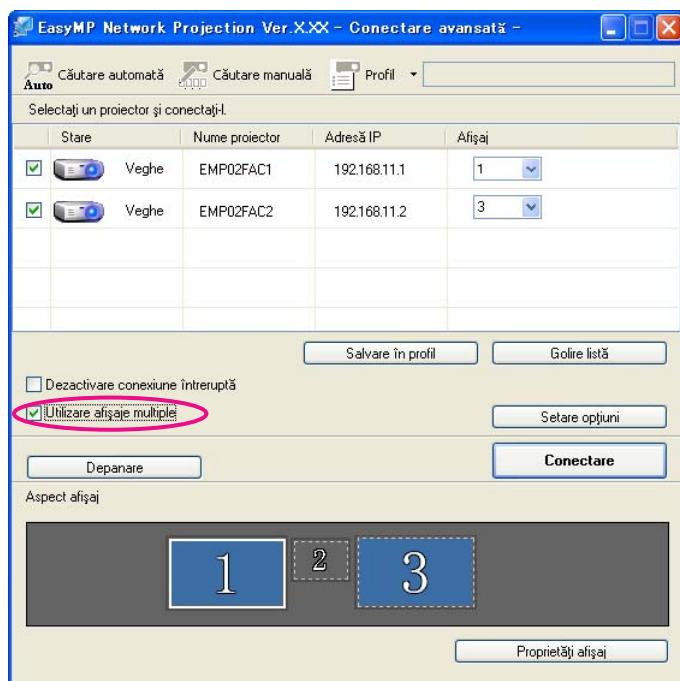 EasyMP Network Projection Ver.X.XX - Conectare avansată -
Auto Căutare automată Căutare manuală Profil
Selectaţi un proiector şi conectaţi-l.
Stare Nume proiector Adresă IP Afişaj
Veghe EMP02FAC1 192.168.11.1 1
Veghe EMP02FAC2 192.168.11.2 3
Salvare în profil Golire listă
Dezactivare conexiune întreruptă
Utilizare afişaje multiple Setare opţiuni
Depanare Conectare
Aspect afişaj
1 2 3
Proprietăţi afişaj